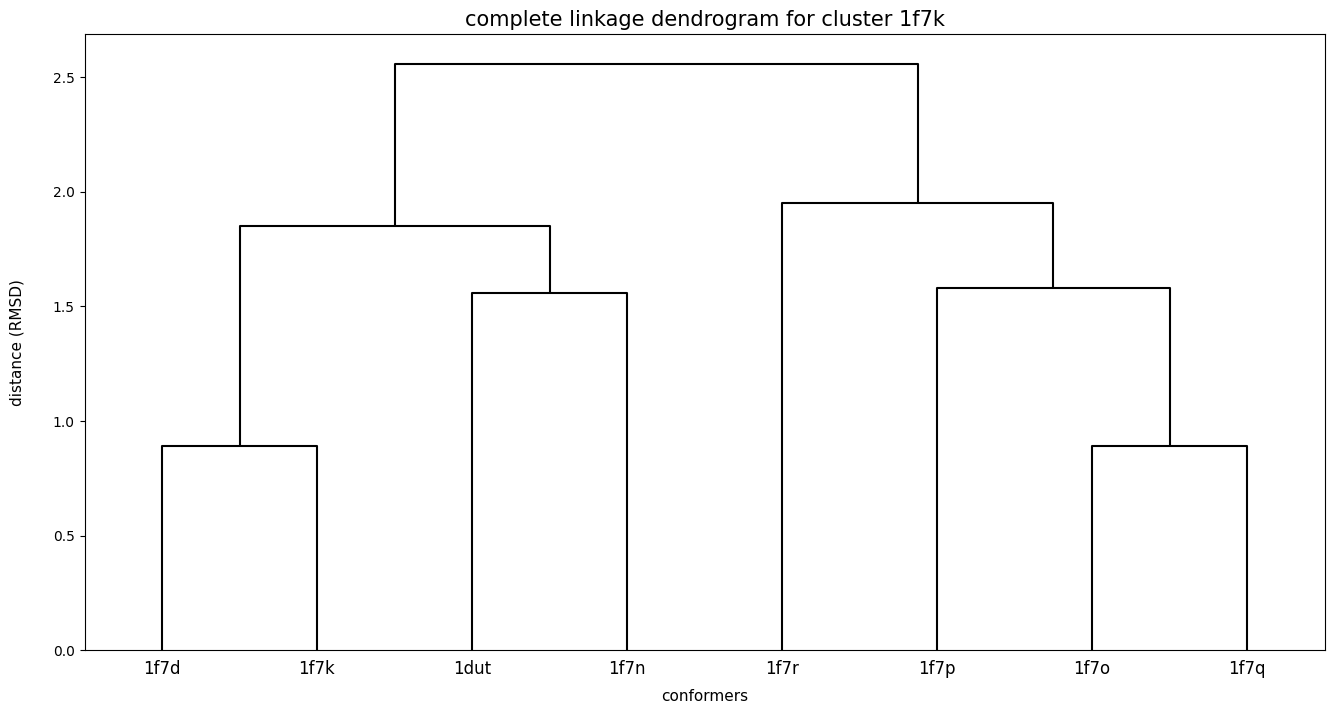 complete linkage dendrogram for cluster 1f7k
2.5
2.0
1.5
1.0
0.5
0.0
distance (RMSD)
1f7d 1f7k 1dut 1f7n 1f7r 1f7p 1f7o 1f7q
conformers